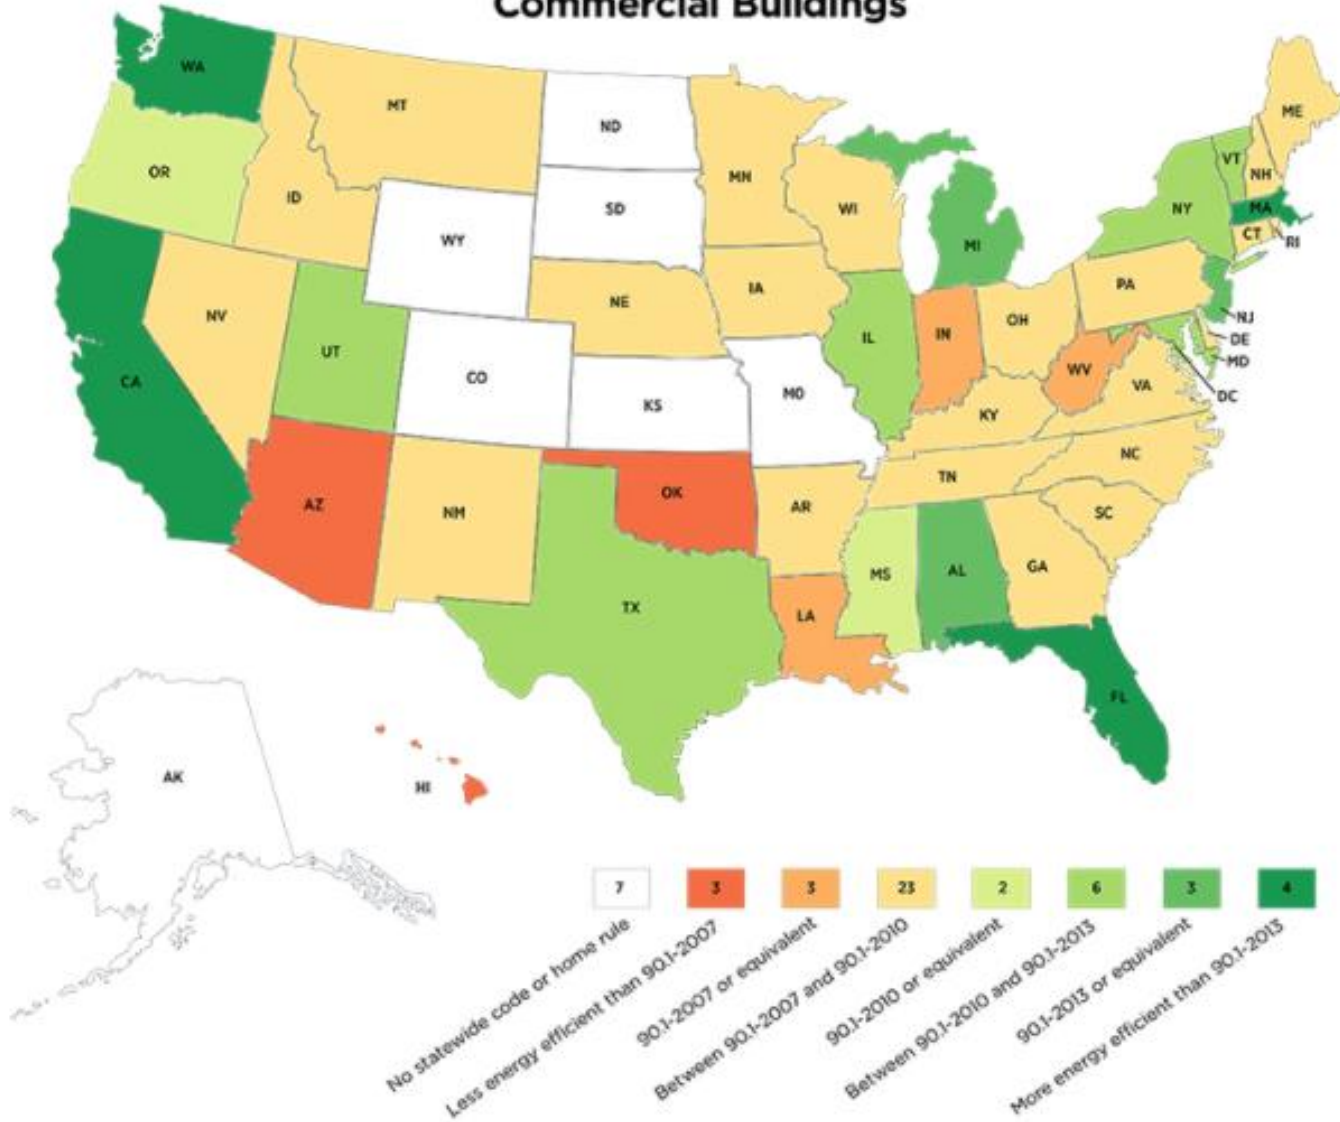 Commercial Buildings
WA
MT
ND
MN
ME
OR
ID
SD
WI
VT
NH
NY
MA
WY
MI
CT
RI
NV
NE
IA
PA
UT
CO
IL
IN
OH
NJ
DE
CA
KS
MO
WV
MD
VA
DC
KY
AZ
NM
OK
AR
TN
NC
SC
TX
MS
AL
GA
LA
FL
AK
HI
7
3
3
23
2
6
3
4
No statewide code or home rule
Less energy efficient than 90.1-2007
90.1-2007 or equivalent
Between 90.1-2007 and 90.1-2010
90.1-2010 or equivalent
Between 90.1-2010 and 90.1-2013
90.1-2013 or equivalent
More energy efficient than 90.1-2013